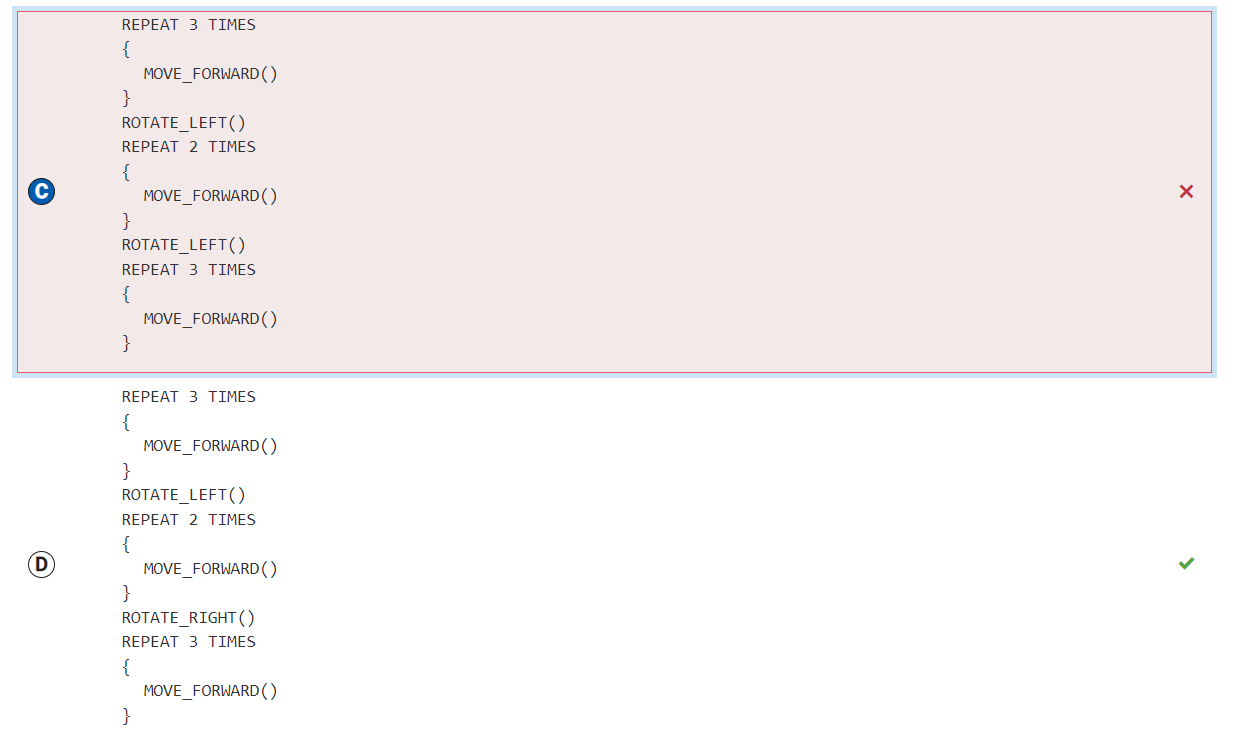 REPEAT 3 TIMES
{
MOVE_FORWARD()
}
ROTATE_LEFT()
REPEAT 2 TIMES
{
C
MOVE_FORWARD()
}
ROTATE_LEFT()
REPEAT 3 TIMES
{
MOVE_FORWARD()
}
REPEAT 3 TIMES
{
MOVE_FORWARD()
}
ROTATE_LEFT()
REPEAT 2 TIMES
{
D
MOVE_FORWARD()
}
ROTATE_RIGHT()
REPEAT 3 TIMES
{
MOVE_FORWARD()
}